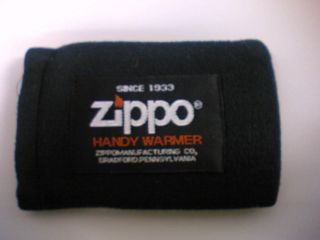 SINCE 1933
zippo®
HANDY WARMER
ZIPPOMANUFACTURING CO,
BRADFORD.PENNSYLVANIA